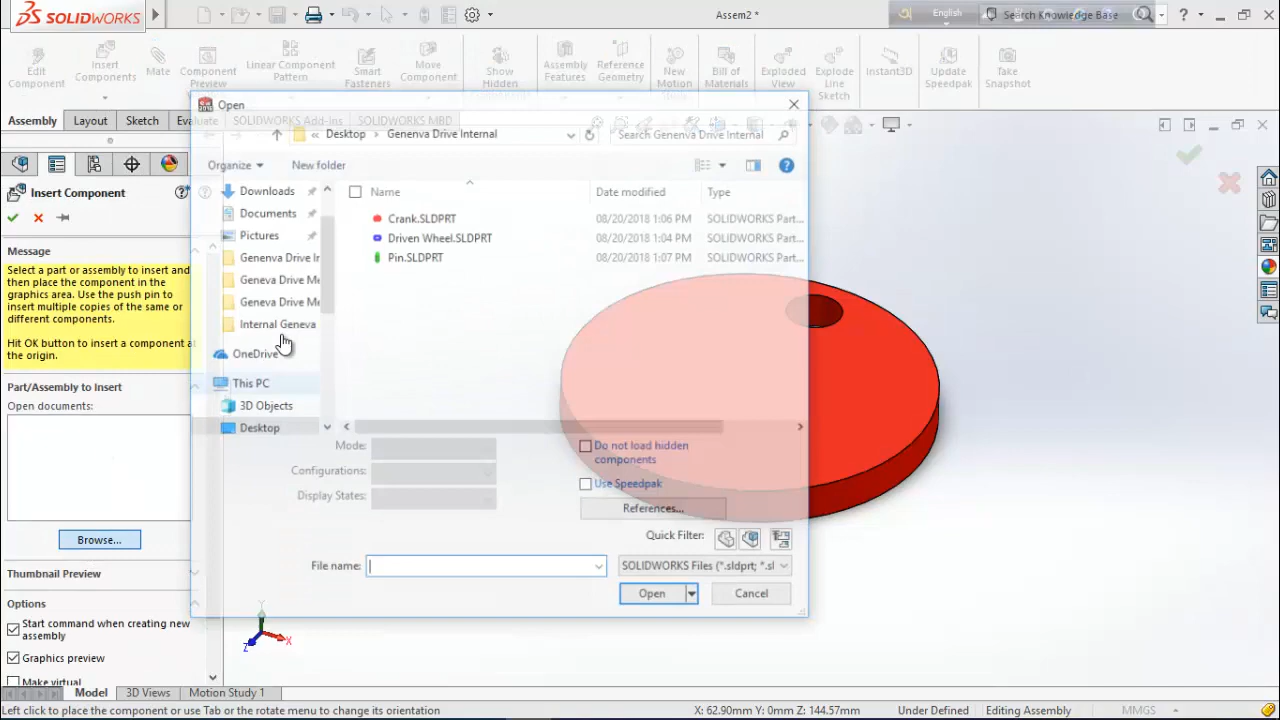 SOLIDWORKS
Assem2 *
English
Search Knowledge Base
Edit Component
Insert Components
Mate
Component Preview
Linear Component Pattern
Smart Fasteners
Move Component
Show Hidden
Assembly Features
Reference Geometry
New Motion
Bill of Materials
Exploded View
Explode Line Sketch
Instant3D
Update Speedpak
Take Snapshot
Assembly
Layout
Sketch
Evaluate
SOLIDWORKS Add-Ins
SOLIDWORKS MBD
Open
« Desktop > Genenva Drive Internal
Search Genenva Drive Internal
Organize
New folder
Insert Component
Message
Select a part or assembly to insert and
then place the component in the
graphics area. Use the push pin to
insert multiple copies of the same or
different components.
Hit OK button to insert a component at
the origin.
Part/Assembly to Insert
Open documents:
Browse...
Thumbnail Preview
Options
Start command when creating new
assembly
Graphics preview
Make virtual
Downloads
Documents
Pictures
Genenva Drive Ir
Geneva Drive Me
Geneva Drive Me
Internal Geneva
OneDrive
This PC
3D Objects
Desktop
Name
Date modified
Type
Crank.SLDPRT 08/20/2018 1:06 PM SOLIDWORKS Part...
Driven Wheel.SLDPRT 08/20/2018 1:04 PM SOLIDWORKS Part...
Pin.SLDPRT 08/20/2018 1:07 PM SOLIDWORKS Part...
Mode:
Configurations:
Display States:
Do not load hidden
components
Use Speedpak
References...
Quick Filter:
File name:
SOLIDWORKS Files (*.sldprt; *.sl
Open
Cancel
Y
X
Z
Model
3D Views
Motion Study 1
Left click to place the component or use Tab or the rotate menu to change its orientation
X: 62.90mm Y: 0mm Z: 144.57mm
Under Defined
Editing Assembly
MMGS